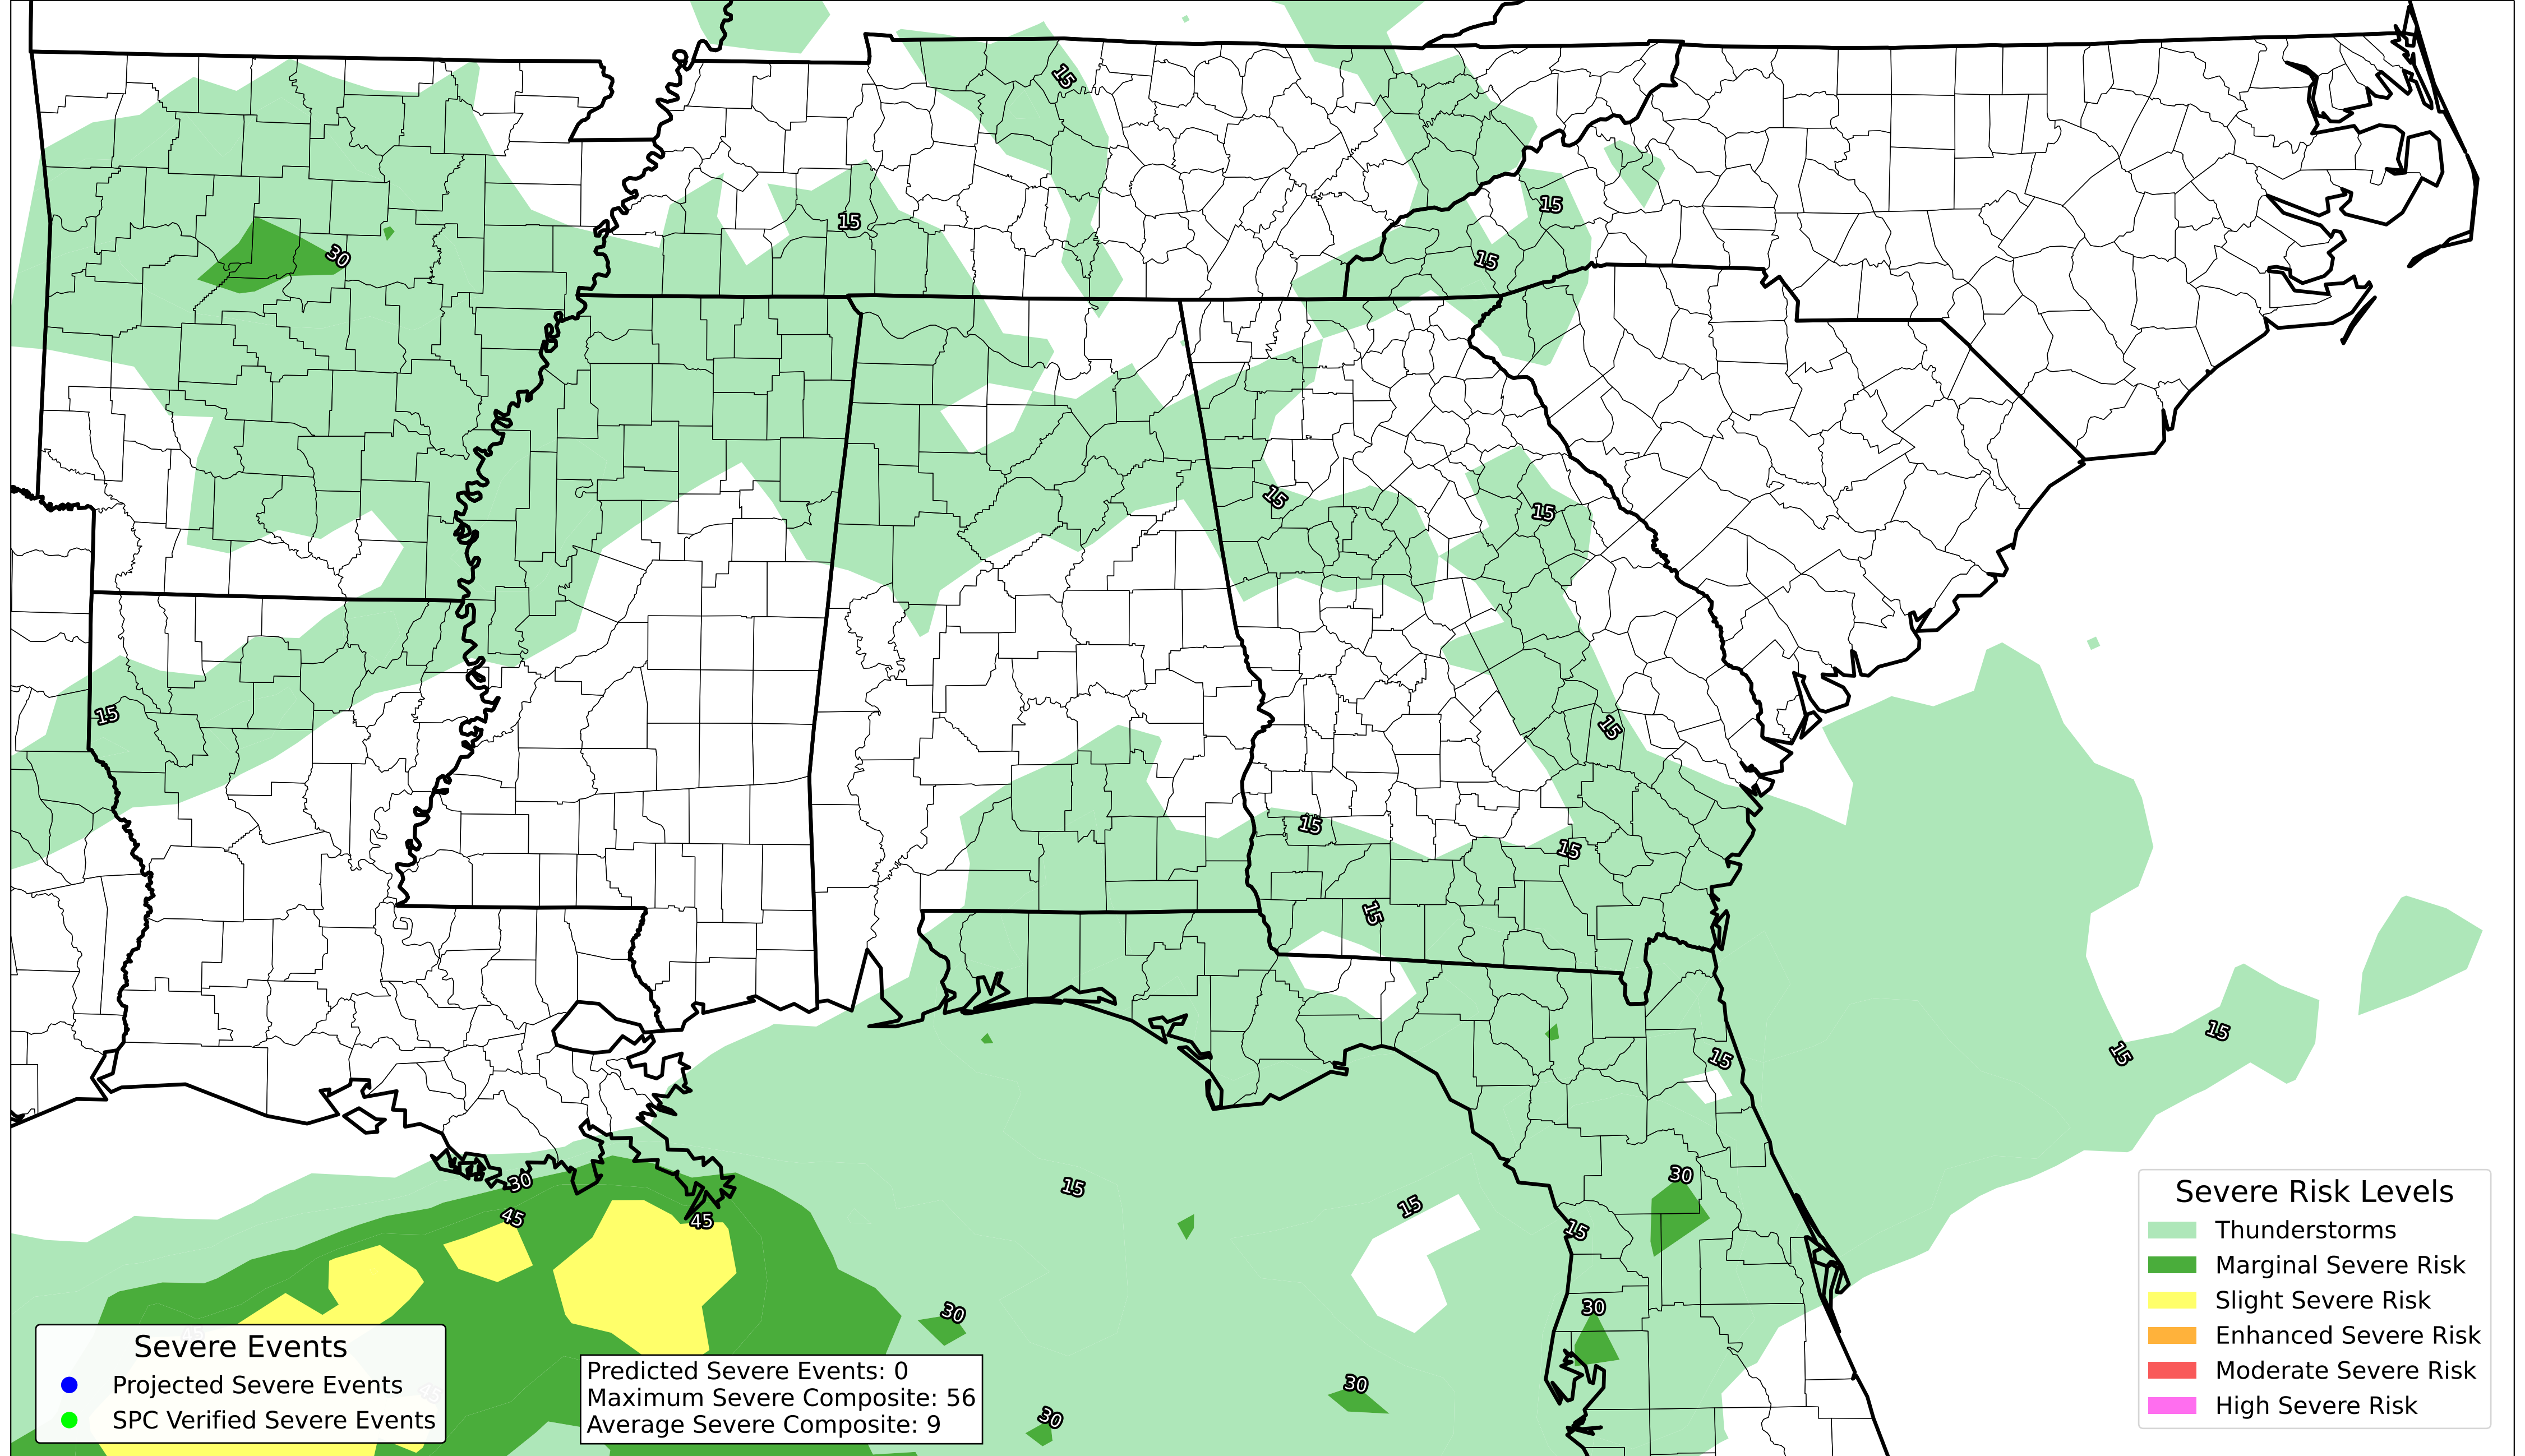 15
15
15
30
15
15
15
15
15
15
15
15
15
15
15
15
30
30
15
45
45
15
15
30
30
30
30
Severe Events
Projected Severe Events
SPC Verified Severe Events
Predicted Severe Events: 0
Maximum Severe Composite: 56
Average Severe Composite: 9
Severe Risk Levels
Thunderstorms
Marginal Severe Risk
Slight Severe Risk
Enhanced Severe Risk
Moderate Severe Risk
High Severe Risk